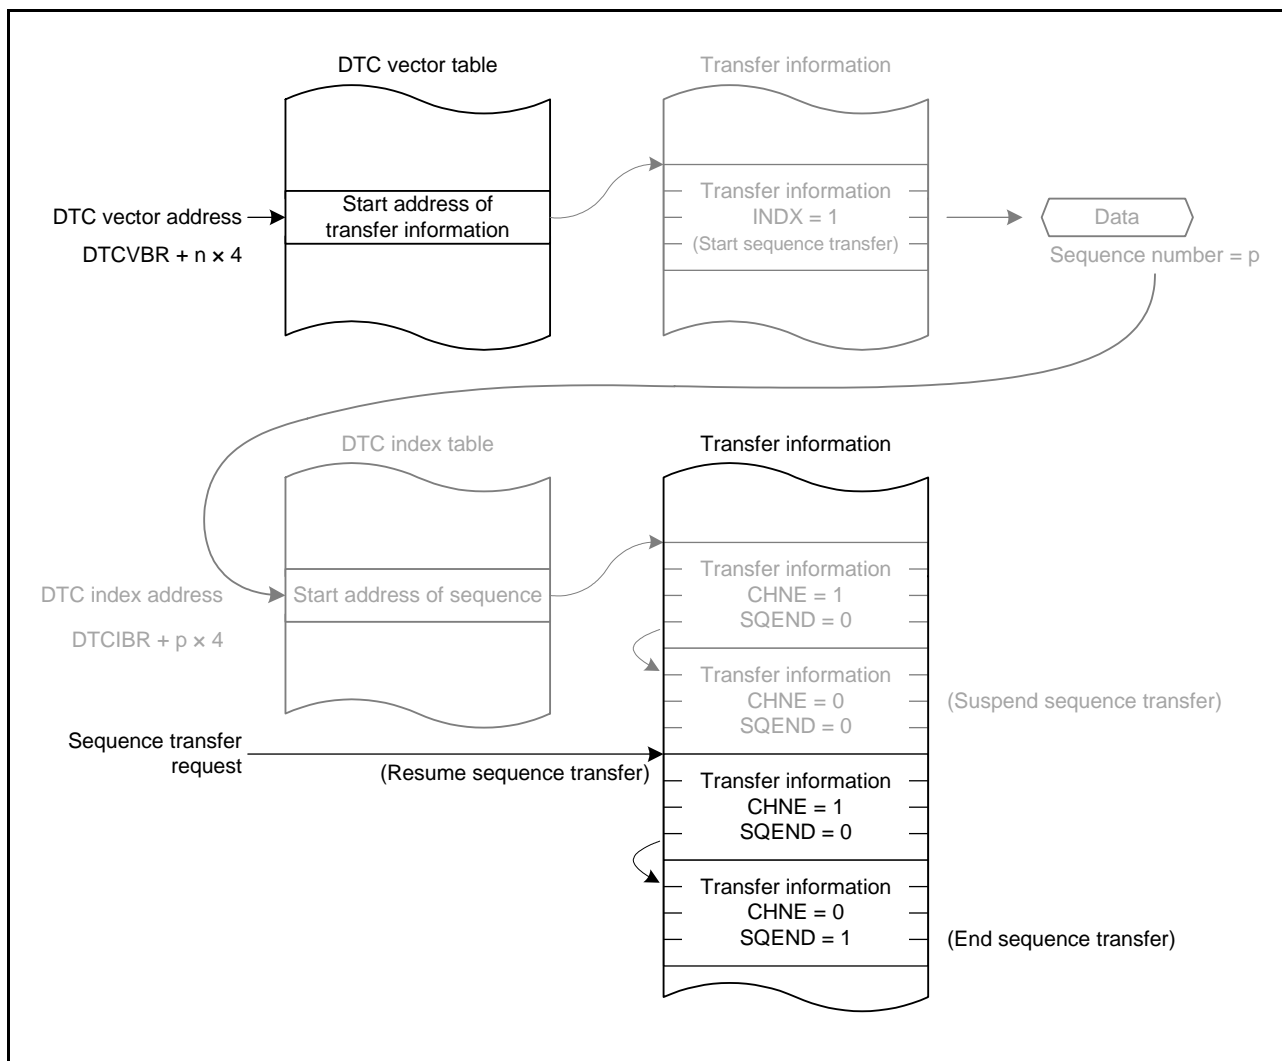 DTC vector table
Transfer information
DTC vector address
DTCVBR + n × 4
Start address of
transfer information
Transfer information
INDX = 1
(Start sequence transfer)
Data
Sequence number = p
DTC index table
Transfer information
DTC index address
DTCIBR + p × 4
Start address of sequence
Transfer information
CHNE = 1
SQEND = 0
Transfer information
CHNE = 0
SQEND = 0
(Suspend sequence transfer)
Sequence transfer
request
(Resume sequence transfer)
Transfer information
CHNE = 1
SQEND = 0
Transfer information
CHNE = 0
SQEND = 1
(End sequence transfer)